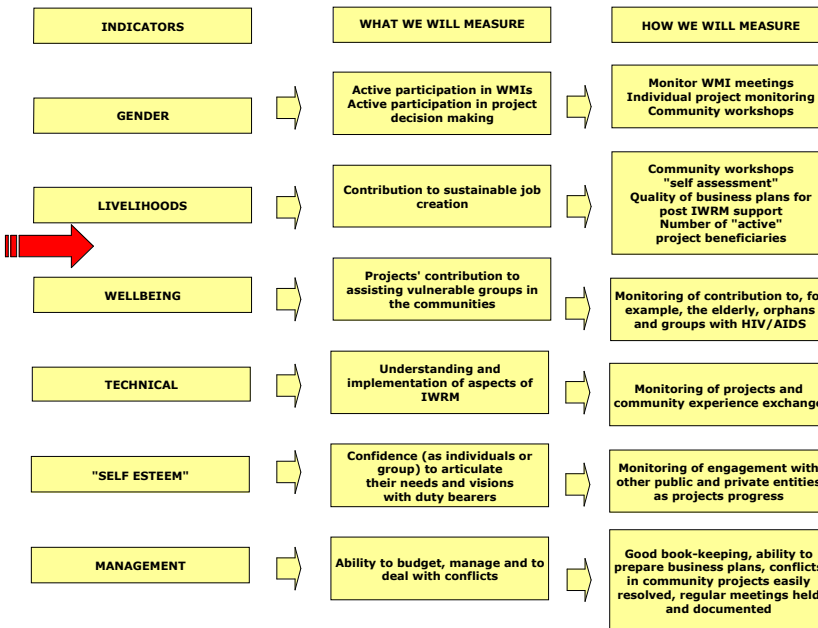 INDICATORS
WHAT WE WILL MEASURE
HOW WE WILL MEASURE
GENDER
Active participation in WMIs
Active participation in project
decision making
Monitor WMI meetings
Individual project monitoring
Community workshops
LIVELIHOODS
Contribution to sustainable job
creation
Community workshops
"self assessment"
Quality of business plans for
post IWRM support
Number of "active"
project beneficiaries
WELLBEING
Projects' contribution to
assisting vulnerable groups in
the communities
Monitoring of contribution to, fo
example, the elderly, orphans
and groups with HIV/AIDS
TECHNICAL
Understanding and
implementation of aspects of
IWRM
Monitoring of projects and
community experience exchange
"SELF ESTEEM"
Confidence (as individuals or
group) to articulate
their needs and visions
with duty bearers
Monitoring of engagement with
other public and private entities
as projects progress
MANAGEMENT
Ability to budget, manage and to
deal with conflicts
Good book-keeping, ability to
prepare business plans, conflicts
in community projects easily
resolved, regular meetings held
and documented